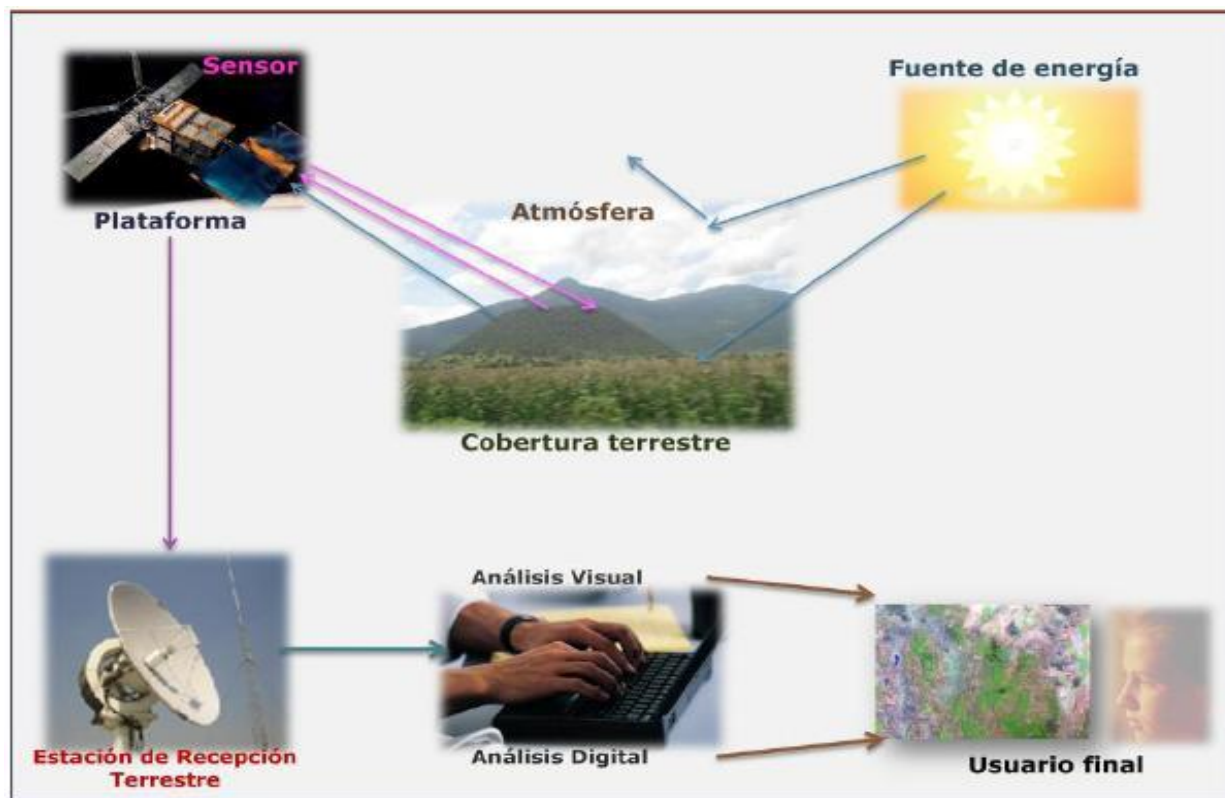 Sensor
Fuente de energía
Plataforma
Atmósfera
Cobertura terrestre
Análisis Visual
Estación de Recepción
Terrestre
Análisis Digital
Usuario final